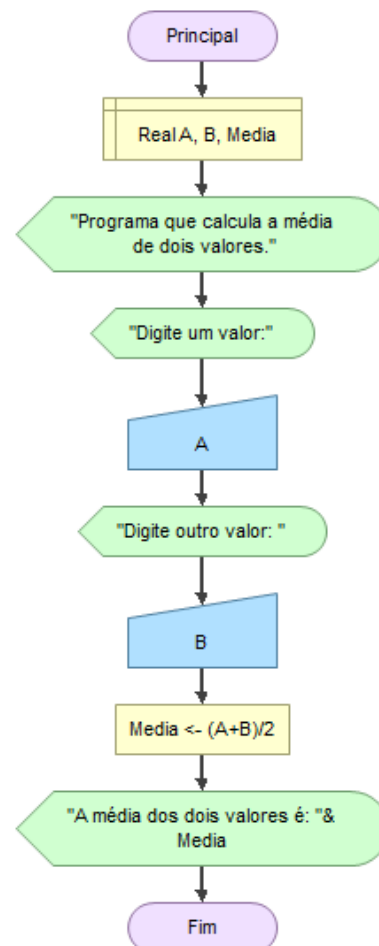 Principal
Real A, B, Media
"Programa que calcula a média
de dois valores."
"Digite um valor:"
A
"Digite outro valor: "
B
Media <- (A+B)/2
"A média dos dois valores é: "&
Media
Fim